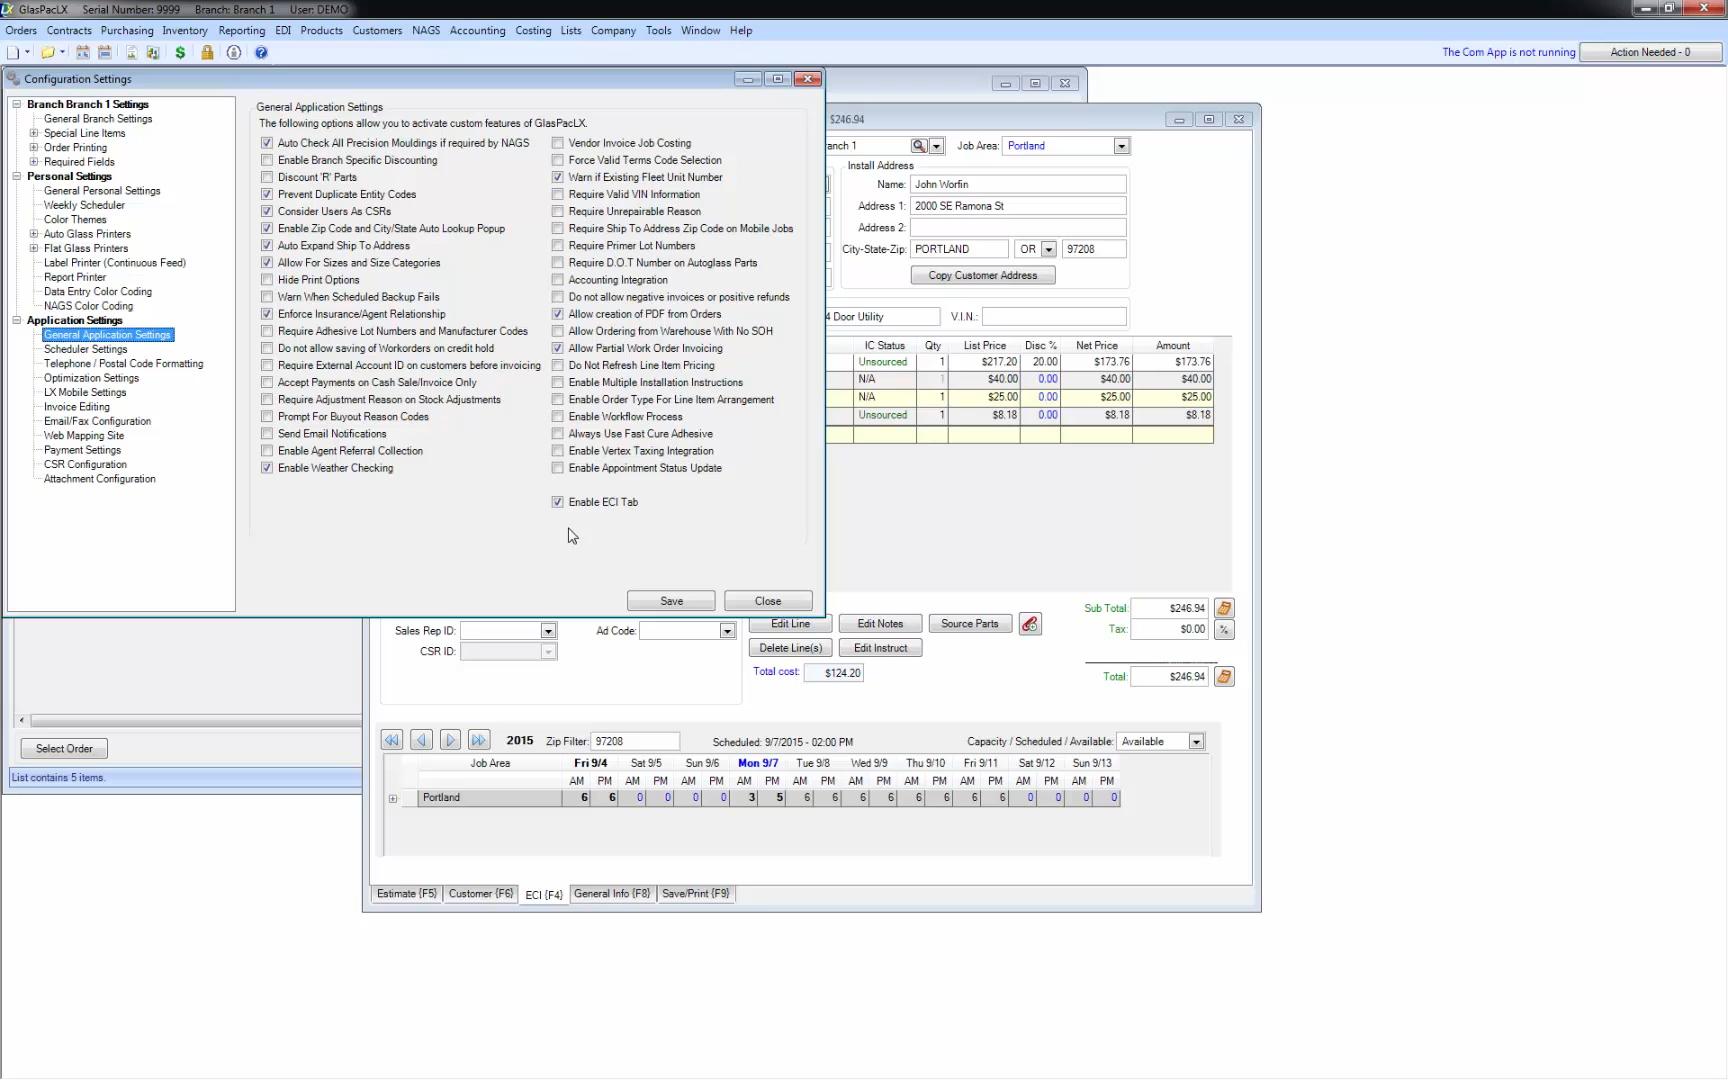 GlasPacLX Serial Number: 9999 Branch: Branch 1 User: DEMO
Orders Contracts Purchasing Inventory Reporting EDI Products Customers NAGS Accounting Costing Lists Company Tools Window Help
The Com App is not running Action Needed - 0
Configuration Settings
Branch Branch 1 Settings
General Branch Settings
Special Line Items
Order Printing
Required Fields
Personal Settings
General Personal Settings
Weekly Scheduler
Color Themes
Auto Glass Printers
Flat Glass Printers
Label Printer (Continuous Feed)
Report Printer
Data Entry Color Coding
NAGS Color Coding
Application Settings
General Application Settings
Scheduler Settings
Telephone / Postal Code Formatting
Optimization Settings
LX Mobile Settings
Invoice Editing
Email/Fax Configuration
Web Mapping Site
Payment Settings
CSR Configuration
Attachment Configuration
General Application Settings
The following options allow you to activate custom features of GlasPacLX.
Auto Check All Precision Mouldings if required by NAGS
Enable Branch Specific Discounting
Discount 'R' Parts
Prevent Duplicate Entity Codes
Consider Users As CSRs
Enable Zip Code and City/State Auto Lookup Popup
Auto Expand Ship To Address
Allow For Sizes and Size Categories
Hide Print Options
Warn When Scheduled Backup Fails
Enforce Insurance/Agent Relationship
Require Adhesive Lot Numbers and Manufacturer Codes
Do not allow saving of Workorders on credit hold
Require External Account ID on customers before invoicing
Accept Payments on Cash Sale/Invoice Only
Require Adjustment Reason on Stock Adjustments
Prompt For Buyout Reason Codes
Send Email Notifications
Enable Agent Referral Collection
Enable Weather Checking
Vendor Invoice Job Costing
Force Valid Terms Code Selection
Warn if Existing Fleet Unit Number
Require Valid VIN Information
Require Unrepairable Reason
Require Ship To Address Zip Code on Mobile Jobs
Require Primer Lot Numbers
Require D.O.T Number on Autoglass Parts
Accounting Integration
Do not allow negative invoices or positive refunds
Allow creation of PDF from Orders
Allow Ordering from Warehouse With No SOH
Allow Partial Work Order Invoicing
Do Not Refresh Line Item Pricing
Enable Multiple Installation Instructions
Enable Order Type For Line Item Arrangement
Enable Workflow Process
Always Use Fast Cure Adhesive
Enable Vertex Taxing Integration
Enable Appointment Status Update
Enable ECI Tab
Save Close
$246.94
anch 1 Job Area: Portland
Install Address
Name: John Worfin
Address 1: 2000 SE Ramona St
Address 2:
City-State-Zip: PORTLAND OR 97208
Copy Customer Address
4 Door Utility V.I.N.:
IC Status Qty List Price Disc % Net Price Amount
Unsourced 1 $217.20 20.00 $173.76 $173.76
N/A 1 $40.00 0.00 $40.00 $40.00
N/A 1 $25.00 0.00 $25.00 $25.00
Unsourced 1 $8.18 0.00 $8.18 $8.18
Sub Total: $246.94
Tax: $0.00 %
Total: $246.94
Sales Rep ID: Ad Code:
CSR ID:
Edit Line Edit Notes Source Parts
Delete Line(s) Edit Instruct
Total cost: $124.20
Select Order
List contains 5 items.
2015 Zip Filter: 97208 Scheduled: 9/7/2015 - 02:00 PM Capacity / Scheduled / Available: Available
Job Area Fri 9/4 Sat 9/5 Sun 9/6 Mon 9/7 Tue 9/8 Wed 9/9 Thu 9/10 Fri 9/11 Sat 9/12 Sun 9/13
AM PM AM PM AM PM AM PM AM PM AM PM AM PM AM PM AM PM AM PM
Portland 6 6 0 0 0 0 3 5 6 6 6 6 6 6 6 6 0 0 0 0
Estimate {F5} Customer {F6} ECI {F4} General Info {F8} Save/Print {F9}